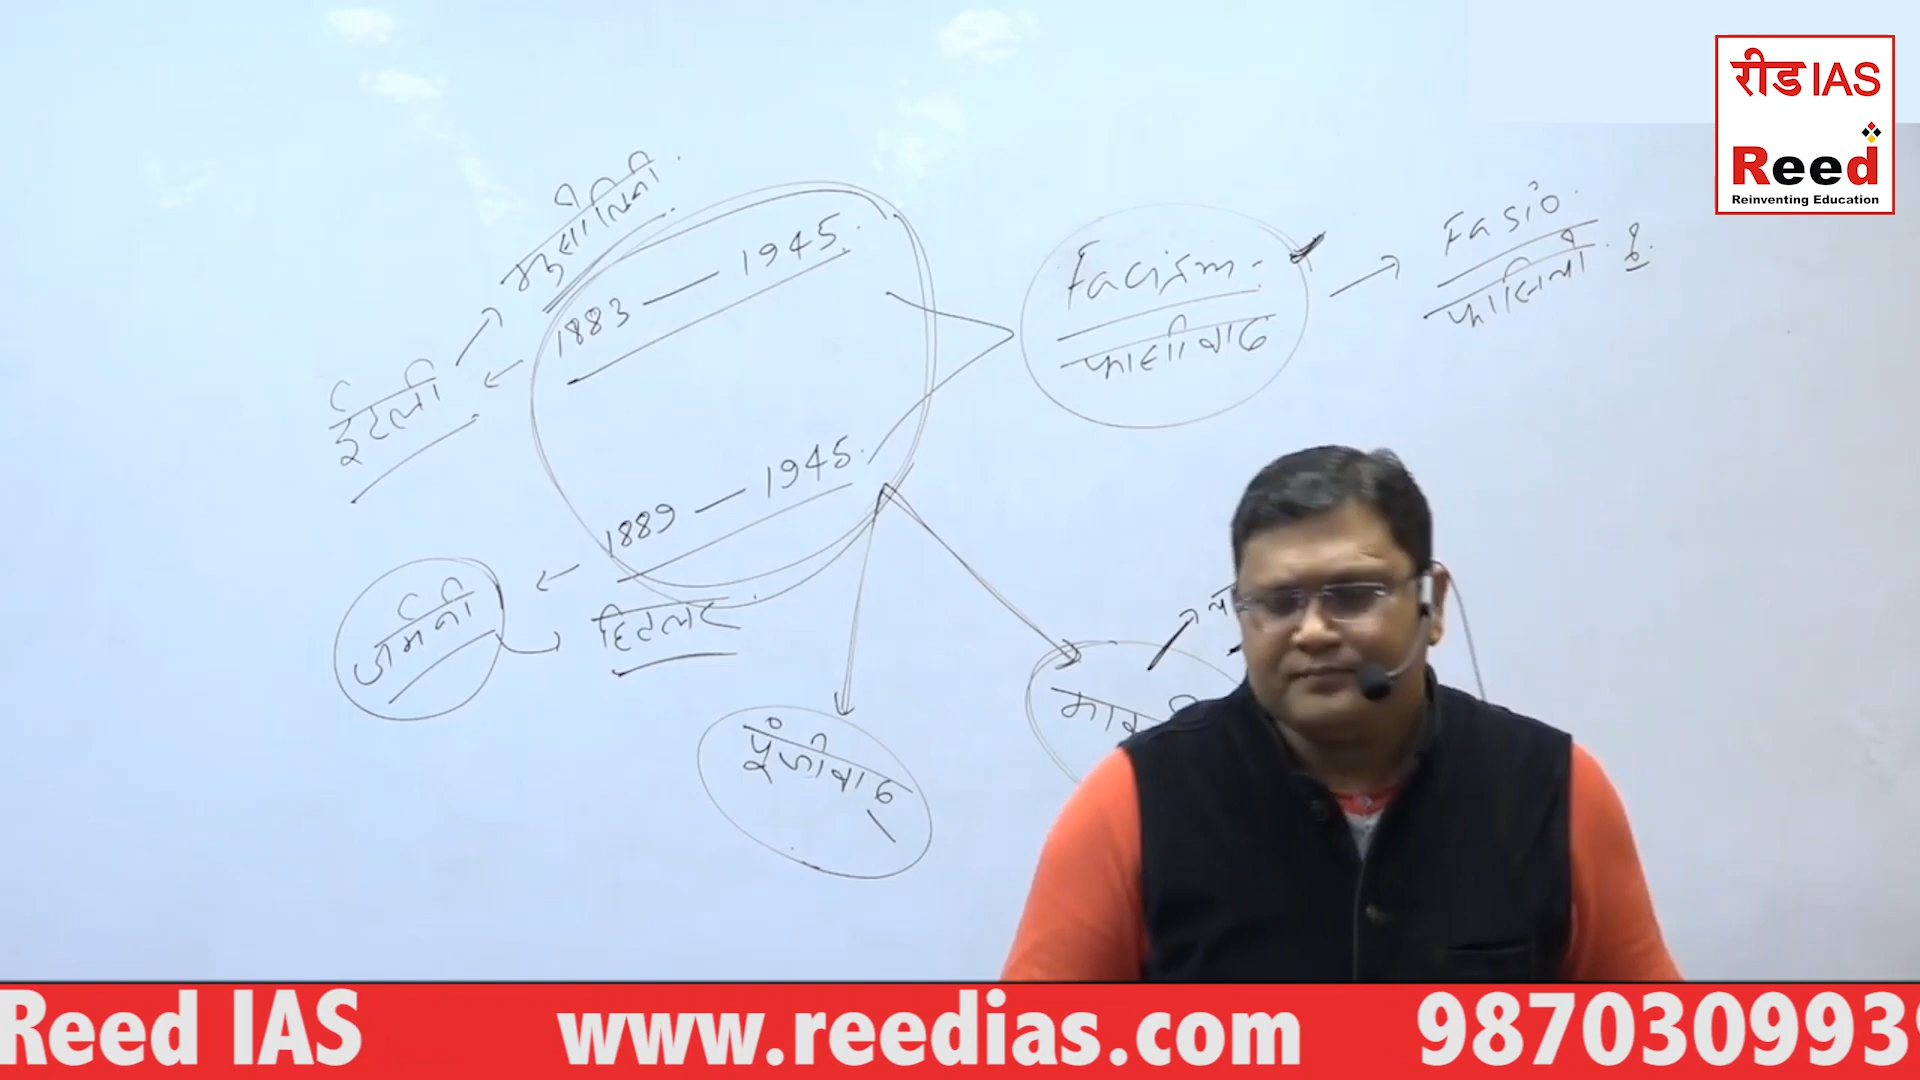 रीड IAS
Reed
Reinventing Education
मुसोलिनी
1883 — 1945.
ईटली
1889 — 1945.
जर्मनी
हिटलर
Facism.
फासीवाद
Fasio.
पूंजीवाद
Reed IAS
www.reedias.com
987030993